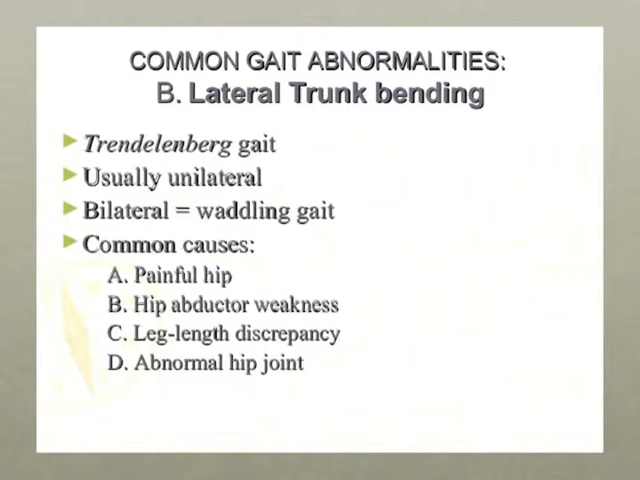 COMMON GAIT ABNORMALITIES:
B. Lateral Trunk bending
Trendelenberg gait
Usually unilateral
Bilateral = waddling gait
Common causes:
A. Painful hip
B. Hip abductor weakness
C. Leg-length discrepancy
D. Abnormal hip joint